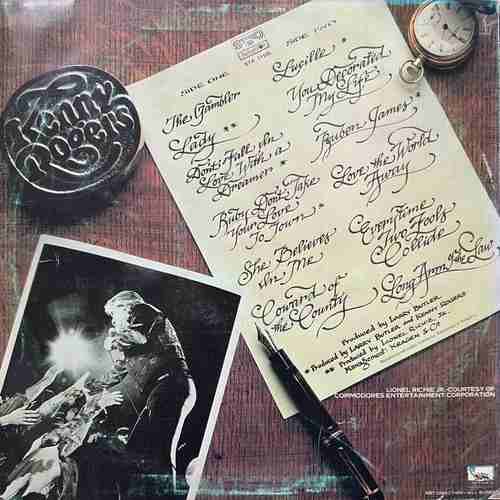 Kenny
Rogers
SIDE ONE
The Gambler
Lady **
Don't Fall In
Love With a
Dreamer *
Ruby Don't Take
Your Love
To Town *
She Believes
In Me
Coward of
the County
SIDE TWO
Lucille *
You Decorated
My Life
Reuben James *
Love the World
Away
Every Time
Two Fools
Collide
Long Arm of the Law **
Produced by LARRY BUTLER
* Produced by LARRY BUTLER and KENNY ROGERS
** Produced by LIONEL RICHIE JR.
Management: KRAGEN & Co
LIONEL RICHIE JR. COURTESY OF
COMMODORES ENTERTAINMENT CORPORATION